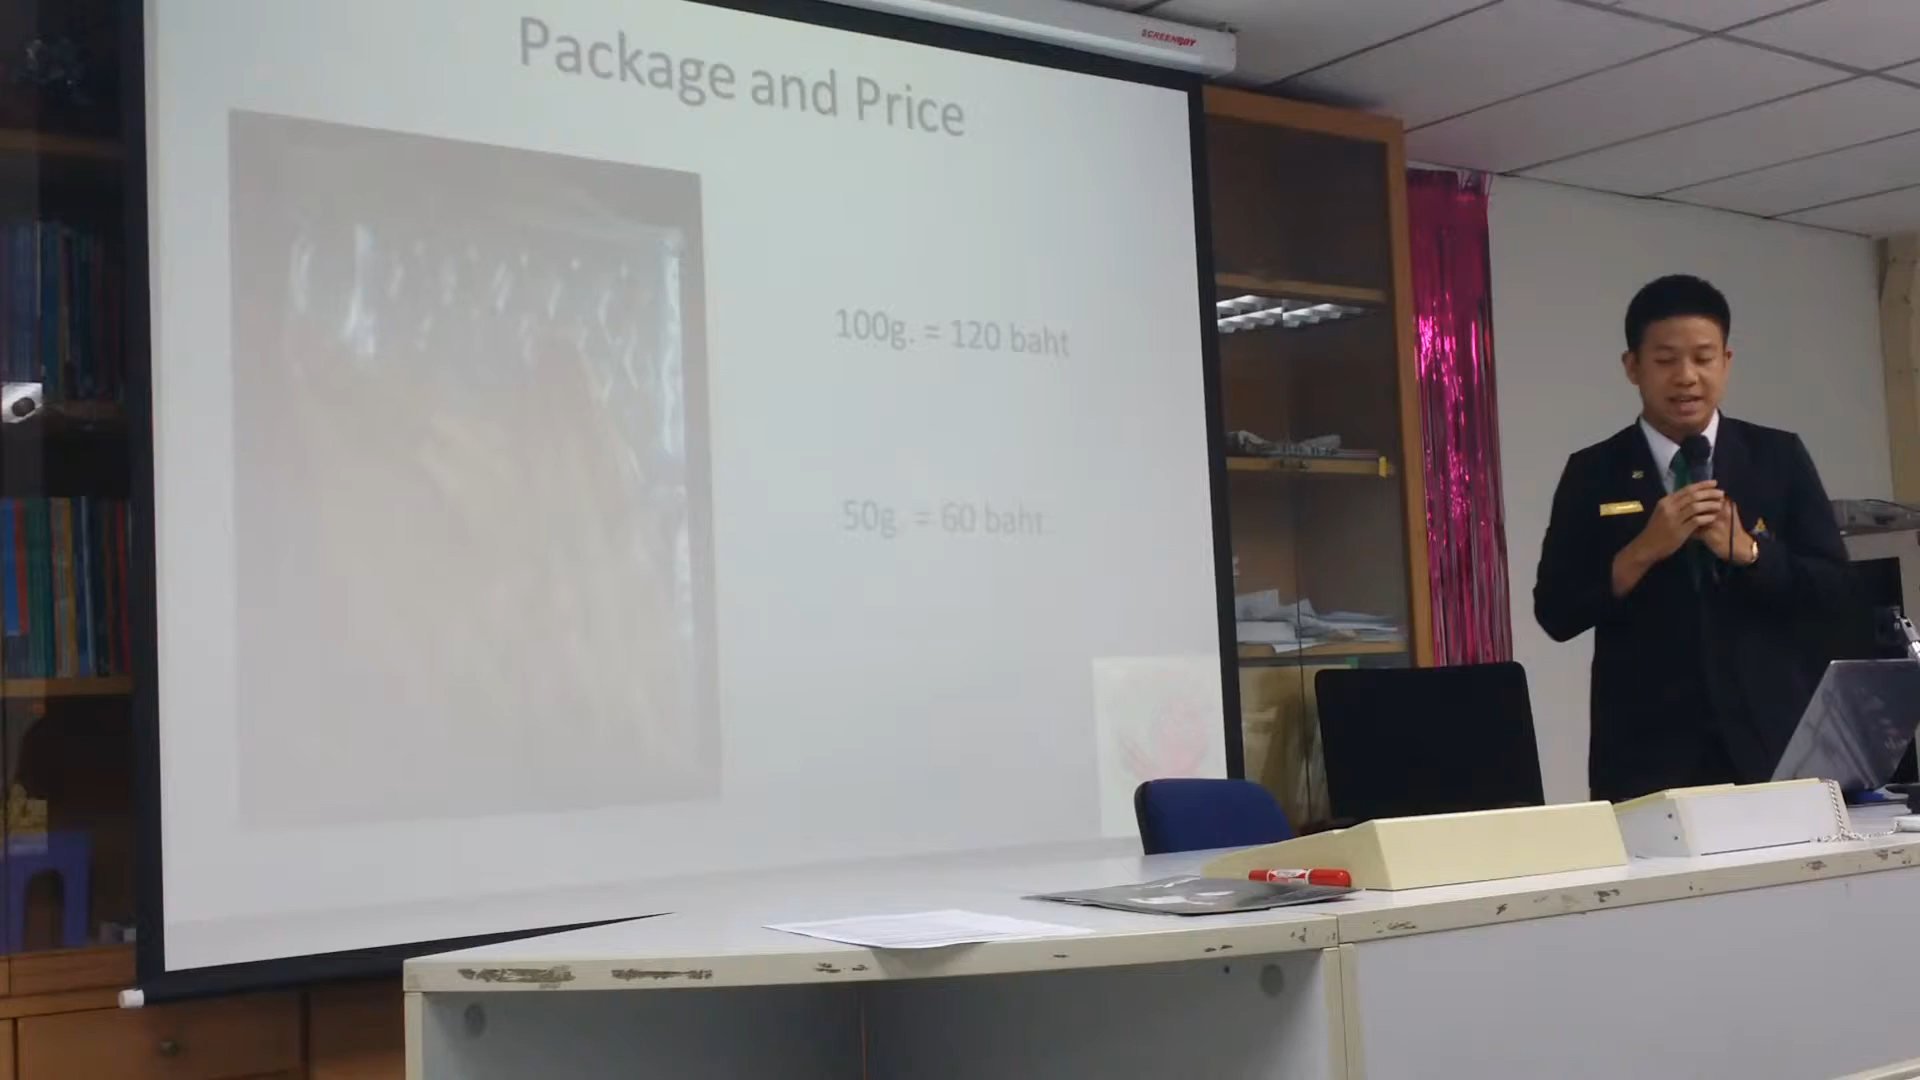 SCREENBOY
Package and Price
100g. = 120 baht
50g. = 60 baht